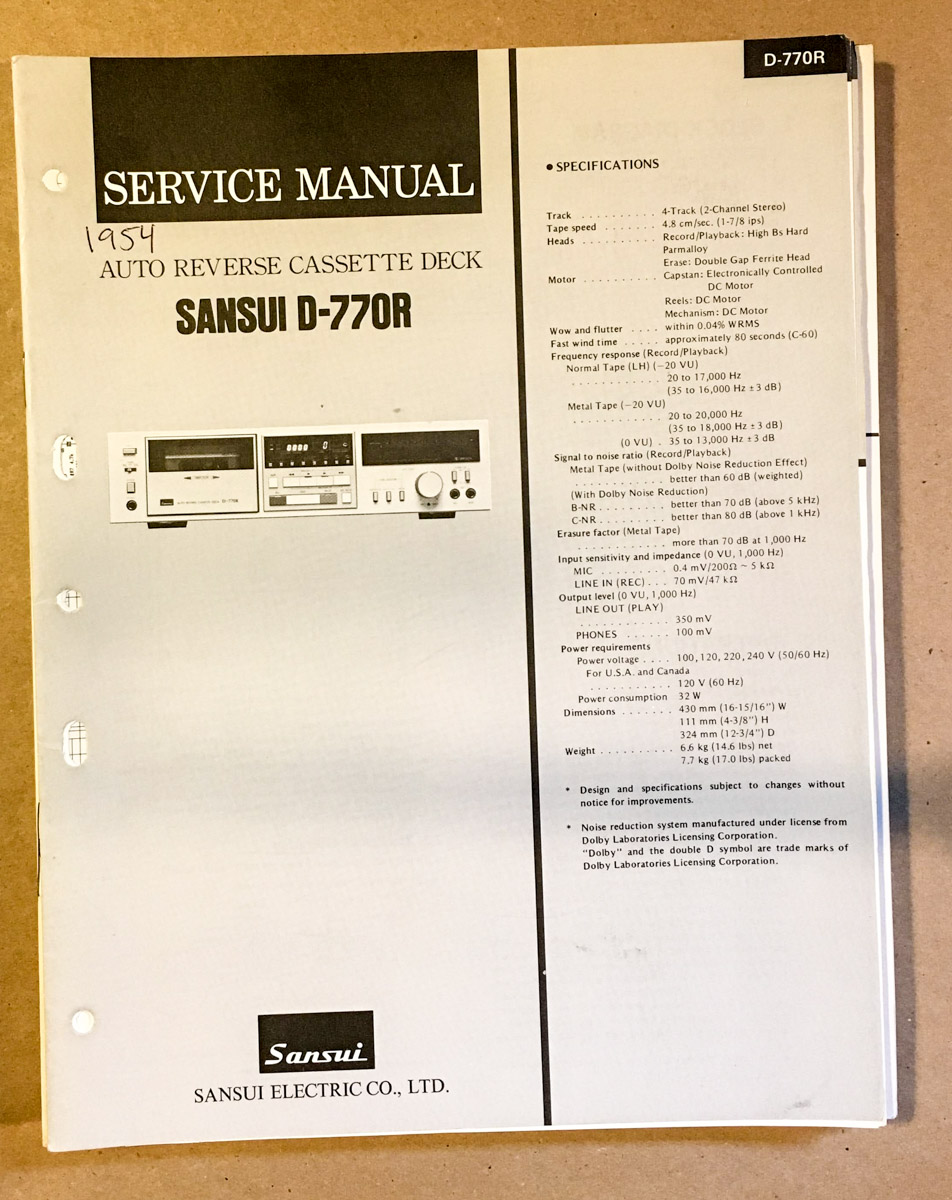 D-770R
SERVICE MANUAL
1954
AUTO REVERSE CASSETTE DECK
SANSUI D-770R
Sansui
SANSUI ELECTRIC CO., LTD.
● SPECIFICATIONS
Track . . . . . . . . . . 4-Track (2-Channel Stereo)
Tape speed . . . . . . . 4.8 cm/sec. (1-7/8 ips)
Heads . . . . . . . . . . Record/Playback: High Bs Hard
Parmalloy
Erase: Double Gap Ferrite Head
Motor . . . . . . . . . . Capstan: Electronically Controlled
DC Motor
Reels: DC Motor
Mechanism: DC Motor
Wow and flutter . . . . within 0.04% WRMS
Fast wind time . . . . . approximately 80 seconds (C-60)
Frequency response (Record/Playback)
Normal Tape (LH) (−20 VU)
. . . . . . . . . . . . 20 to 17,000 Hz
(35 to 16,000 Hz ±3 dB)
Metal Tape (−20 VU)
. . . . . . . . . . . . 20 to 20,000 Hz
(35 to 18,000 Hz ±3 dB)
(0 VU) . 35 to 13,000 Hz ±3 dB
Signal to noise ratio (Record/Playback)
Metal Tape (without Dolby Noise Reduction Effect)
. . . . . . . . . . . . better than 60 dB (weighted)
(With Dolby Noise Reduction)
B-NR . . . . . . . . . better than 70 dB (above 5 kHz)
C-NR . . . . . . . . . better than 80 dB (above 1 kHz)
Erasure factor (Metal Tape)
. . . . . . . . . . . . more than 70 dB at 1,000 Hz
Input sensitivity and impedance (0 VU, 1,000 Hz)
MIC . . . . . . . . . 0.4 mV/200Ω ~ 5 kΩ
LINE IN (REC) . . . 70 mV/47 kΩ
Output level (0 VU, 1,000 Hz)
LINE OUT (PLAY)
. . . . . . . . . . . . 350 mV
PHONES . . . . . . 100 mV
Power requirements
Power voltage . . . . 100, 120, 220, 240 V (50/60 Hz)
For U.S.A. and Canada
. . . . . . . . . . . 120 V (60 Hz)
Power consumption 32 W
Dimensions . . . . . . . 430 mm (16-15/16") W
111 mm (4-3/8") H
324 mm (12-3/4") D
Weight . . . . . . . . . . 6.6 kg (14.6 lbs) net
7.7 kg (17.0 lbs) packed
* Design and specifications subject to changes without
notice for improvements.
* Noise reduction system manufactured under license from
Dolby Laboratories Licensing Corporation.
"Dolby" and the double D symbol are trade marks of
Dolby Laboratories Licensing Corporation.